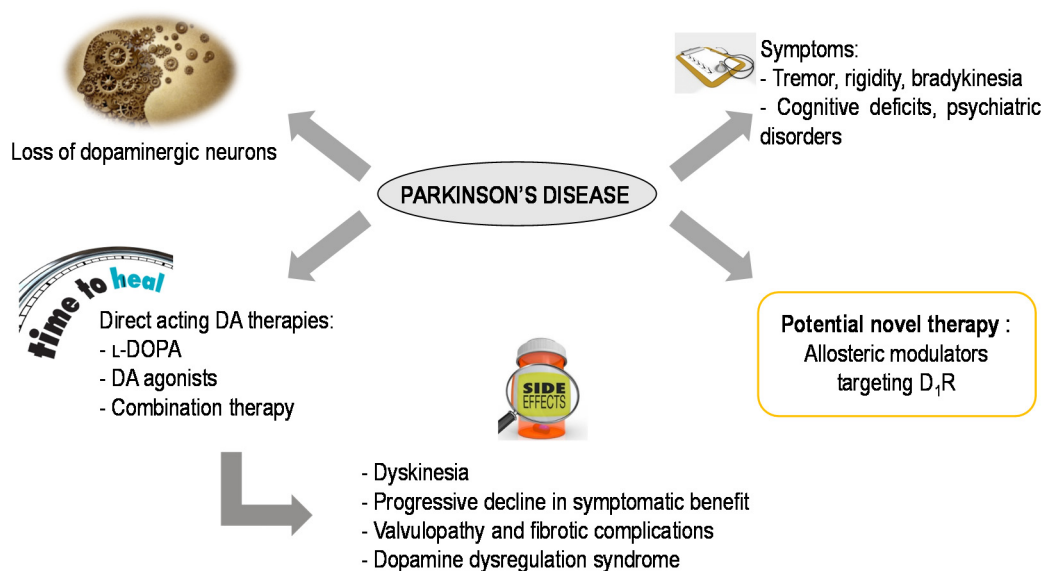 Loss of dopaminergic neurons
Symptoms:
- Tremor, rigidity, bradykinesia
- Cognitive deficits, psychiatric
disorders
PARKINSON'S DISEASE
time to heal
Direct acting DA therapies:
- L-DOPA
- DA agonists
- Combination therapy
Potential novel therapy :
Allosteric modulators
targeting D₁R
SIDE
EFFECTS
- Dyskinesia
- Progressive decline in symptomatic benefit
- Valvulopathy and fibrotic complications
- Dopamine dysregulation syndrome